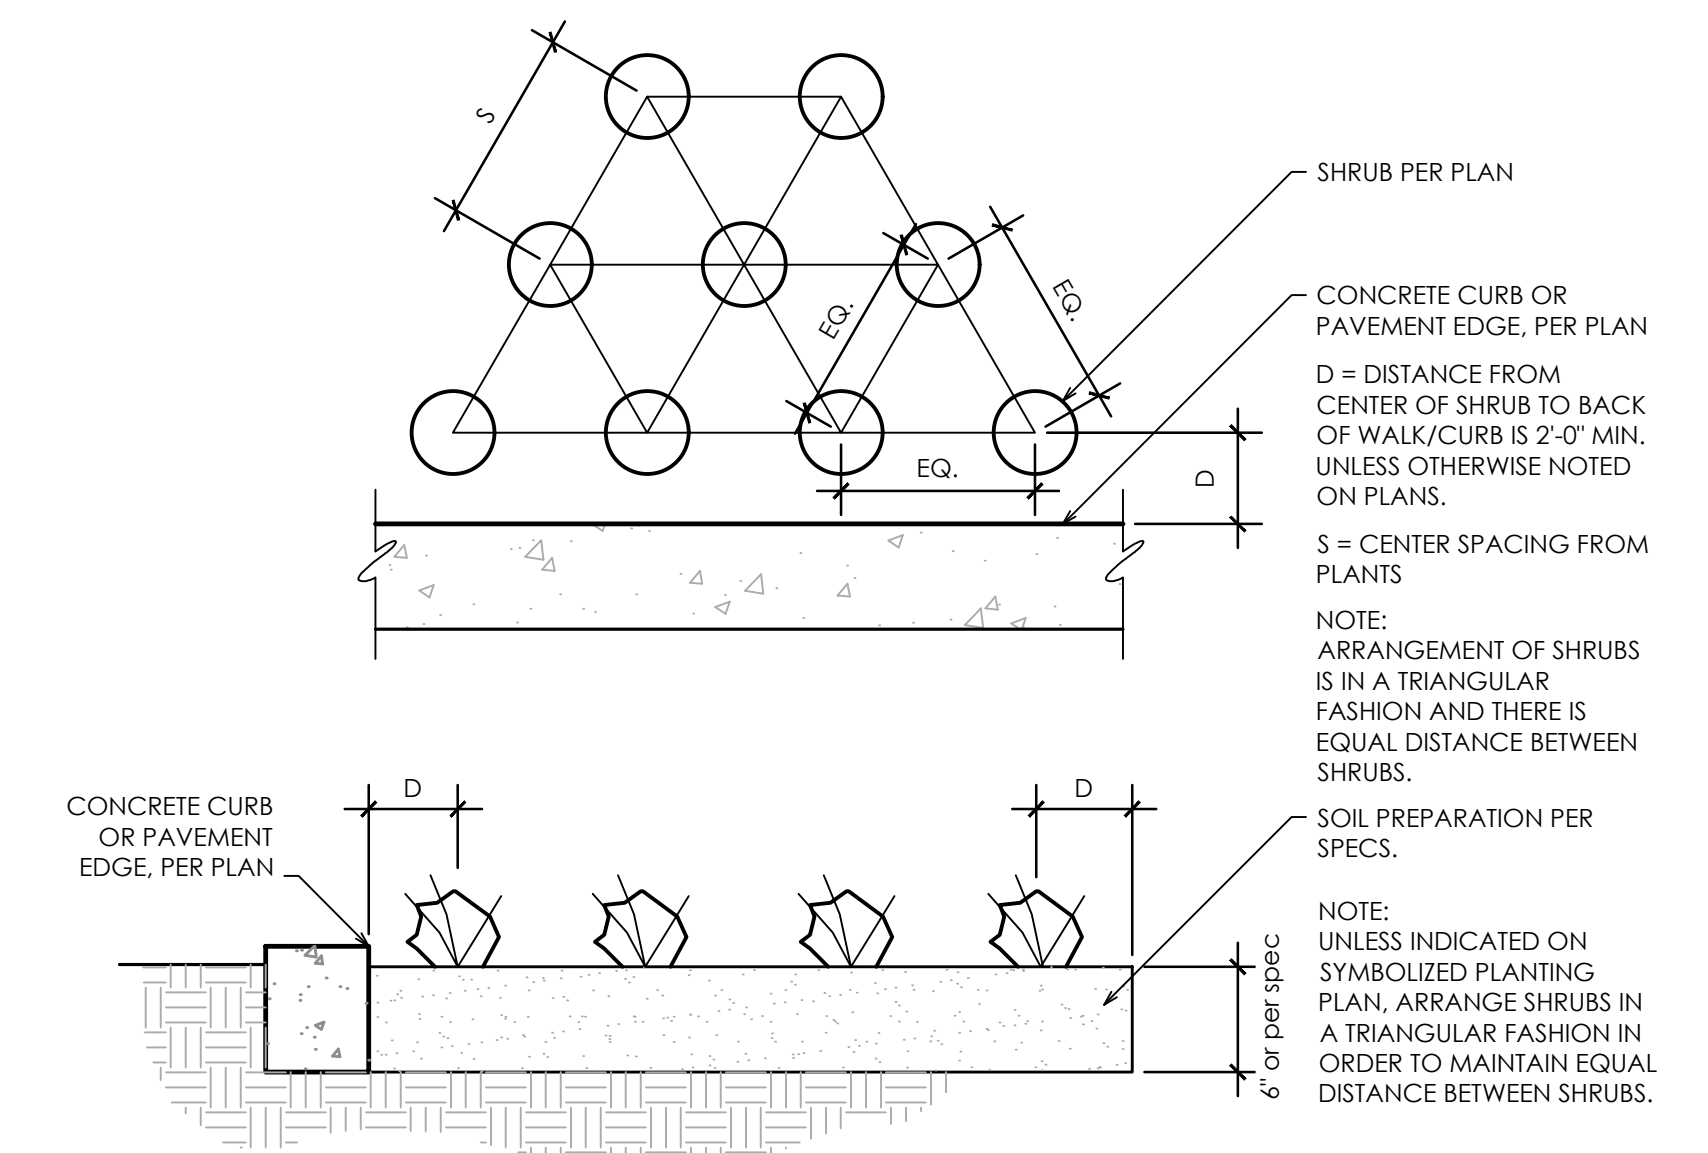 S
SHRUB PER PLAN
CONCRETE CURB OR
PAVEMENT EDGE, PER PLAN
EQ.
EQ.
EQ.
D
D = DISTANCE FROM
CENTER OF SHRUB TO BACK
OF WALK/CURB IS 2'-0" MIN.
UNLESS OTHERWISE NOTED
ON PLANS.
S = CENTER SPACING FROM
PLANTS
NOTE:
ARRANGEMENT OF SHRUBS
IS IN A TRIANGULAR
FASHION AND THERE IS
EQUAL DISTANCE BETWEEN
SHRUBS.
CONCRETE CURB
OR PAVEMENT
EDGE, PER PLAN
D
D
SOIL PREPARATION PER
SPECS.
6" or per spec
NOTE:
UNLESS INDICATED ON
SYMBOLIZED PLANTING
PLAN, ARRANGE SHRUBS IN
A TRIANGULAR FASHION IN
ORDER TO MAINTAIN EQUAL
DISTANCE BETWEEN SHRUBS.